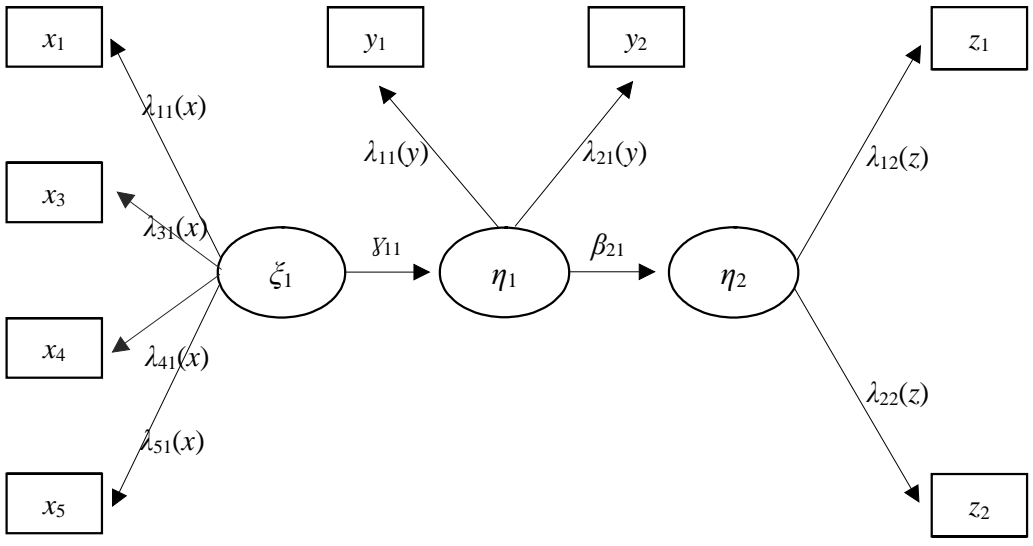 x₁
y₁
y₂
z₁
λ₁₁(x)
λ₁₁(y)
λ₂₁(y)
λ₁₂(z)
x₃
λ₃₁(x)
ξ₁
ɣ₁₁
η₁
β₂₁
η₂
x₄
λ₄₁(x)
λ₂₂(z)
λ₅₁(x)
x₅
z₂